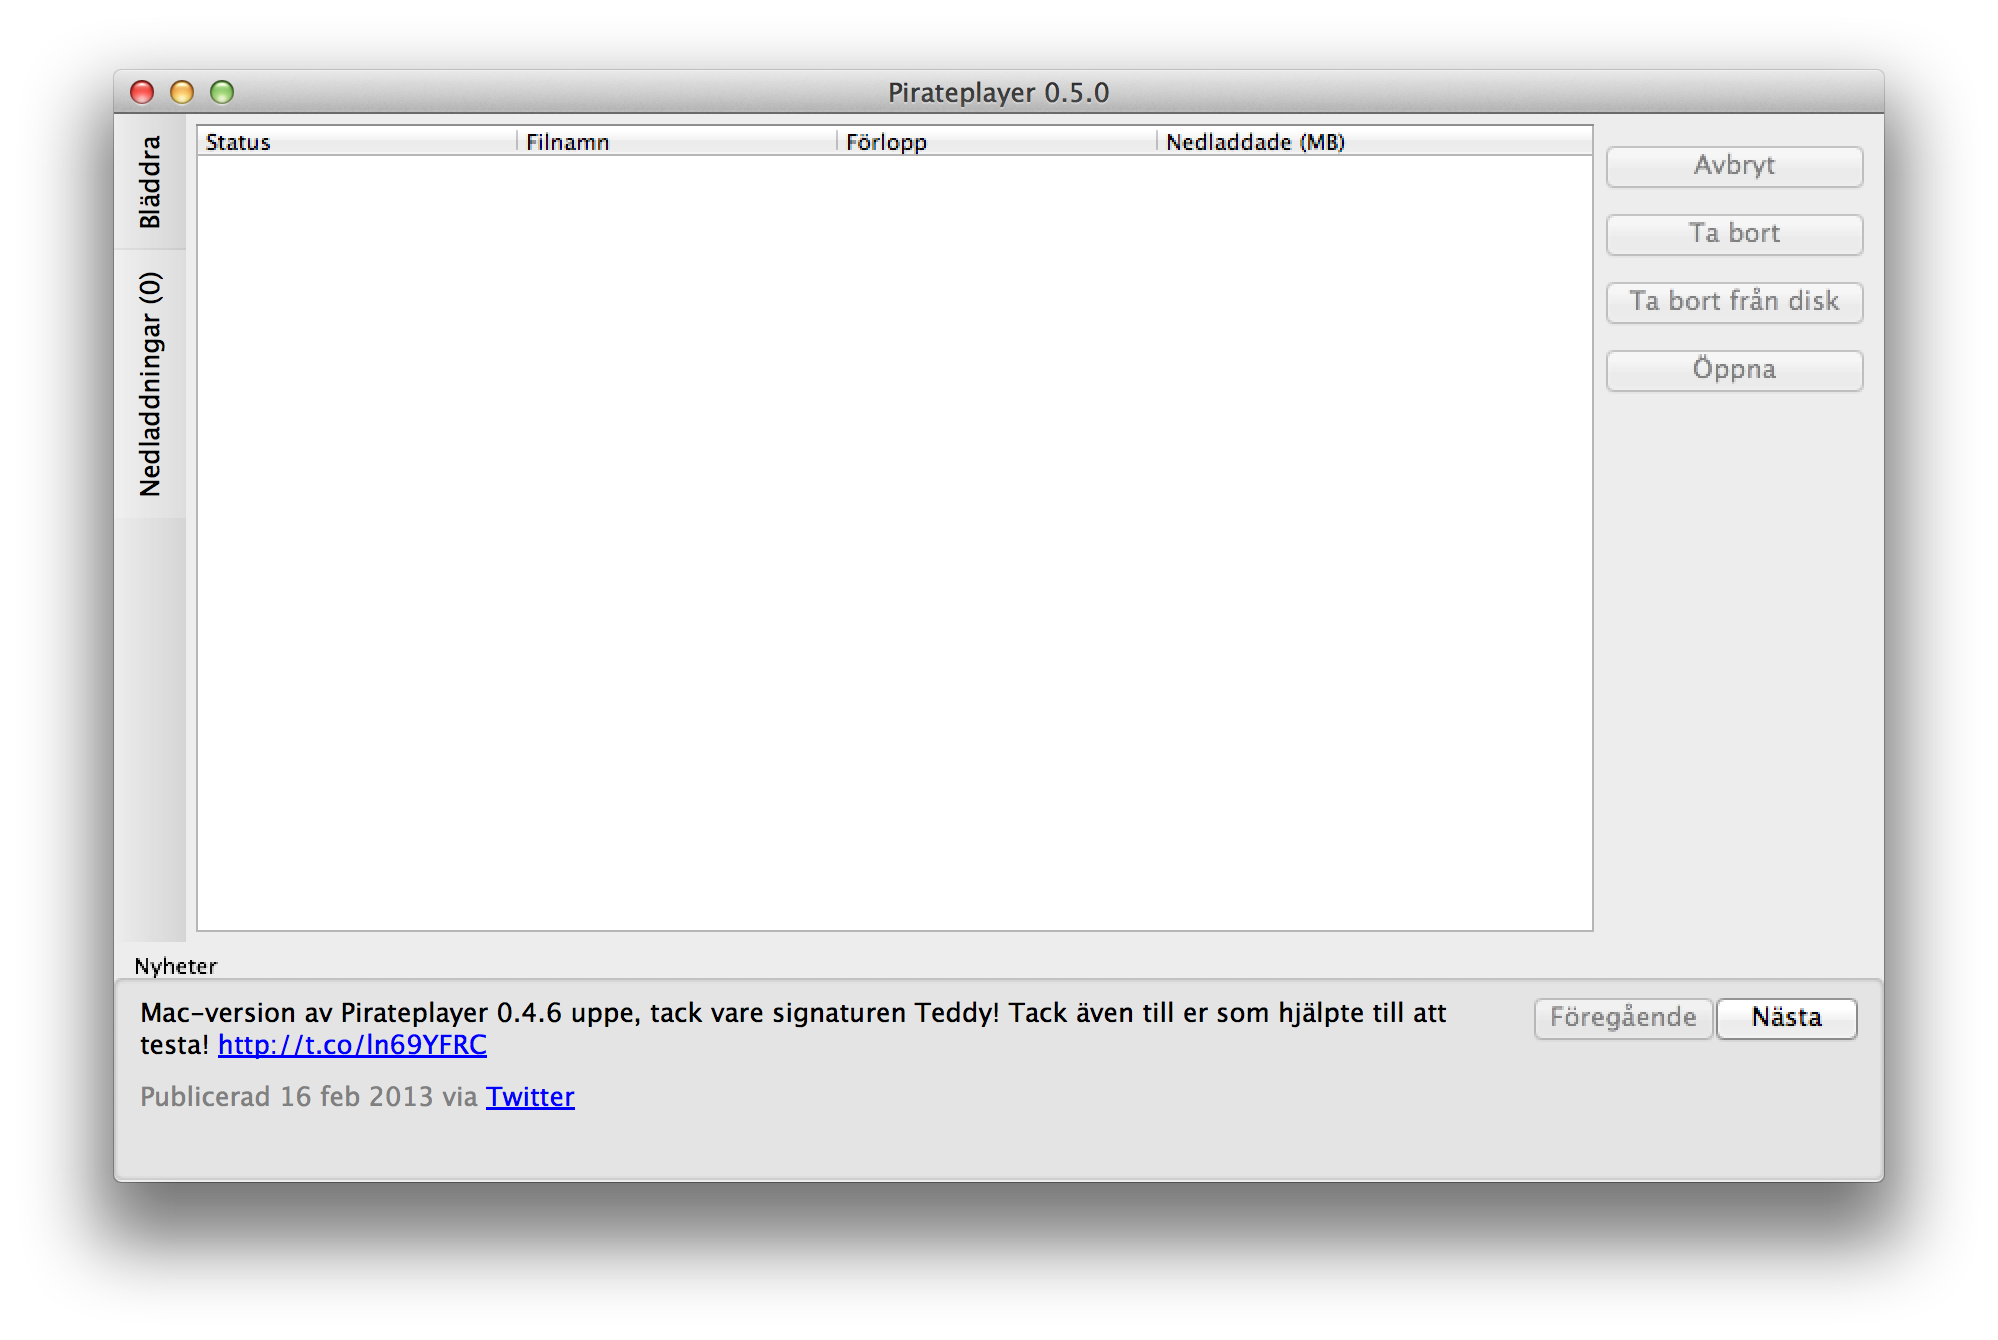 Pirateplayer 0.5.0
Bläddra
Nedladdningar (0)
Status Filnamn Förlopp Nedladdade (MB)
Avbryt
Ta bort
Ta bort från disk
Öppna
Nyheter
Mac-version av Pirateplayer 0.4.6 uppe, tack vare signaturen Teddy! Tack även till er som hjälpte till att
testa! http://t.co/ln69YFRC
Publicerad 16 feb 2013 via Twitter
Föregående Nästa